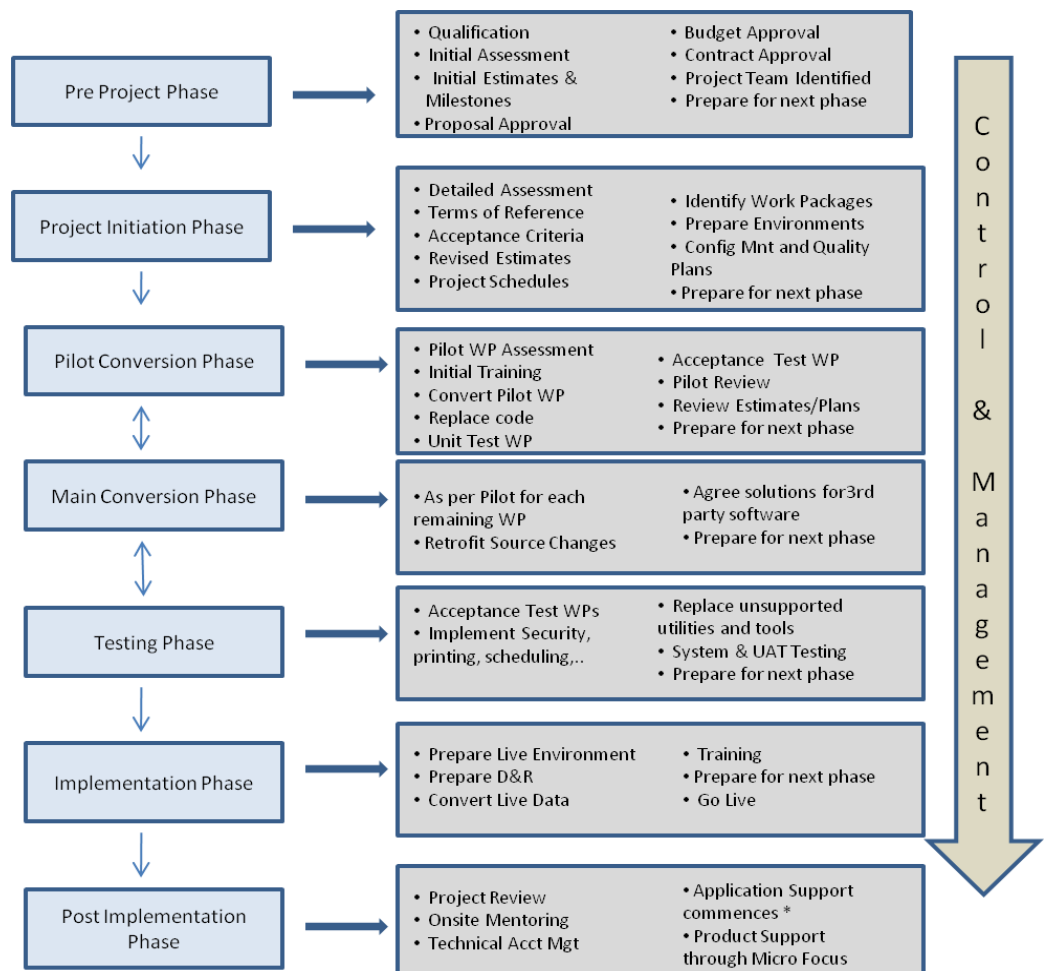 Pre Project Phase
• Qualification
• Initial Assessment
• Initial Estimates &
Milestones
• Proposal Approval
• Budget Approval
• Contract Approval
• Project Team Identified
• Prepare for next phase
Project Initiation Phase
• Detailed Assessment
• Terms of Reference
• Acceptance Criteria
• Revised Estimates
• Project Schedules
• Identify Work Packages
• Prepare Environments
• Config Mnt and Quality
Plans
• Prepare for next phase
Pilot Conversion Phase
• Pilot WP Assessment
• Initial Training
• Convert Pilot WP
• Replace code
• Unit Test WP
• Acceptance Test WP
• Pilot Review
• Review Estimates/Plans
• Prepare for next phase
Main Conversion Phase
• As per Pilot for each
remaining WP
• Retrofit Source Changes
• Agree solutions for3rd
party software
• Prepare for next phase
Testing Phase
• Acceptance Test WPs
• Implement Security,
printing, scheduling,..
• Replace unsupported
utilities and tools
• System & UAT Testing
• Prepare for next phase
Implementation Phase
• Prepare Live Environment
• Prepare D&R
• Convert Live Data
• Training
• Prepare for next phase
• Go Live
Post Implementation
Phase
• Project Review
• Onsite Mentoring
• Technical Acct Mgt
• Application Support
commences *
• Product Support
through Micro Focus
Control & Management